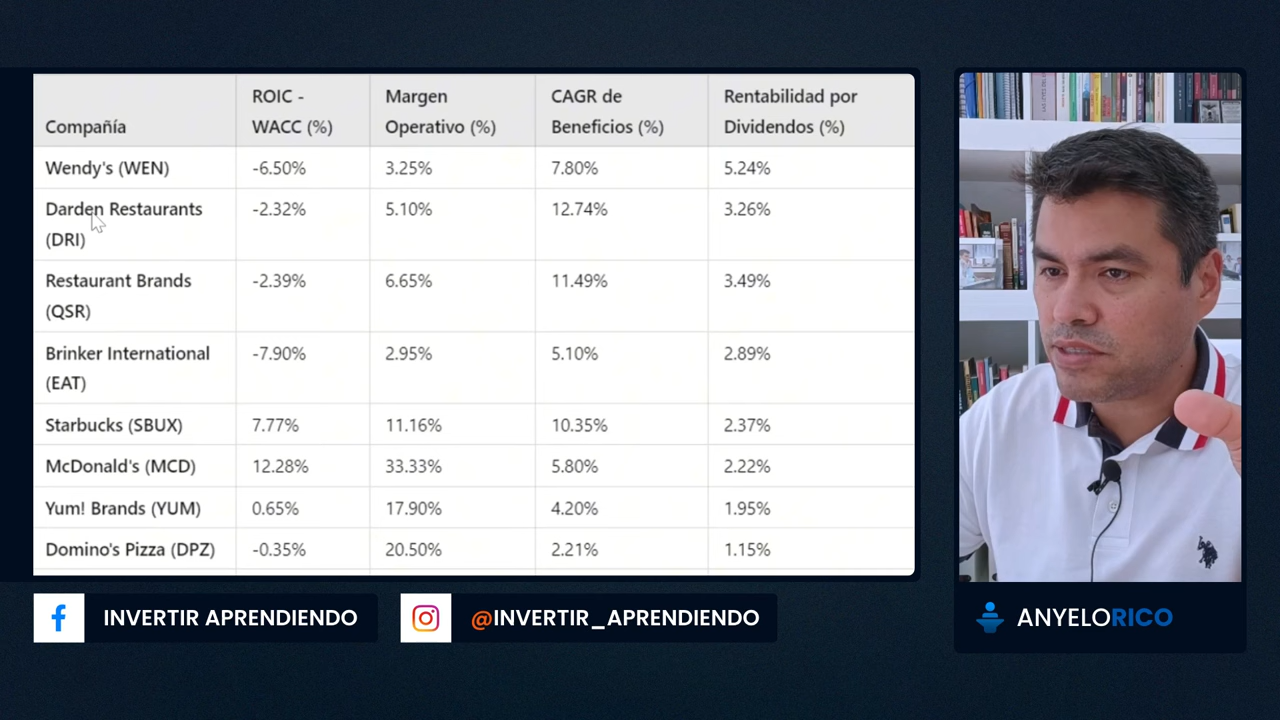 Compañía ROIC - WACC (%) Margen Operativo (%) CAGR de Beneficios (%) Rentabilidad por Dividendos (%)
Wendy's (WEN) -6.50% 3.25% 7.80% 5.24%
Darden Restaurants (DRI) -2.32% 5.10% 12.74% 3.26%
Restaurant Brands (QSR) -2.39% 6.65% 11.49% 3.49%
Brinker International (EAT) -7.90% 2.95% 5.10% 2.89%
Starbucks (SBUX) 7.77% 11.16% 10.35% 2.37%
McDonald's (MCD) 12.28% 33.33% 5.80% 2.22%
Yum! Brands (YUM) 0.65% 17.90% 4.20% 1.95%
Domino's Pizza (DPZ) -0.35% 20.50% 2.21% 1.15%
INVERTIR APRENDIENDO
@INVERTIR_APRENDIENDO
ANYELORICO